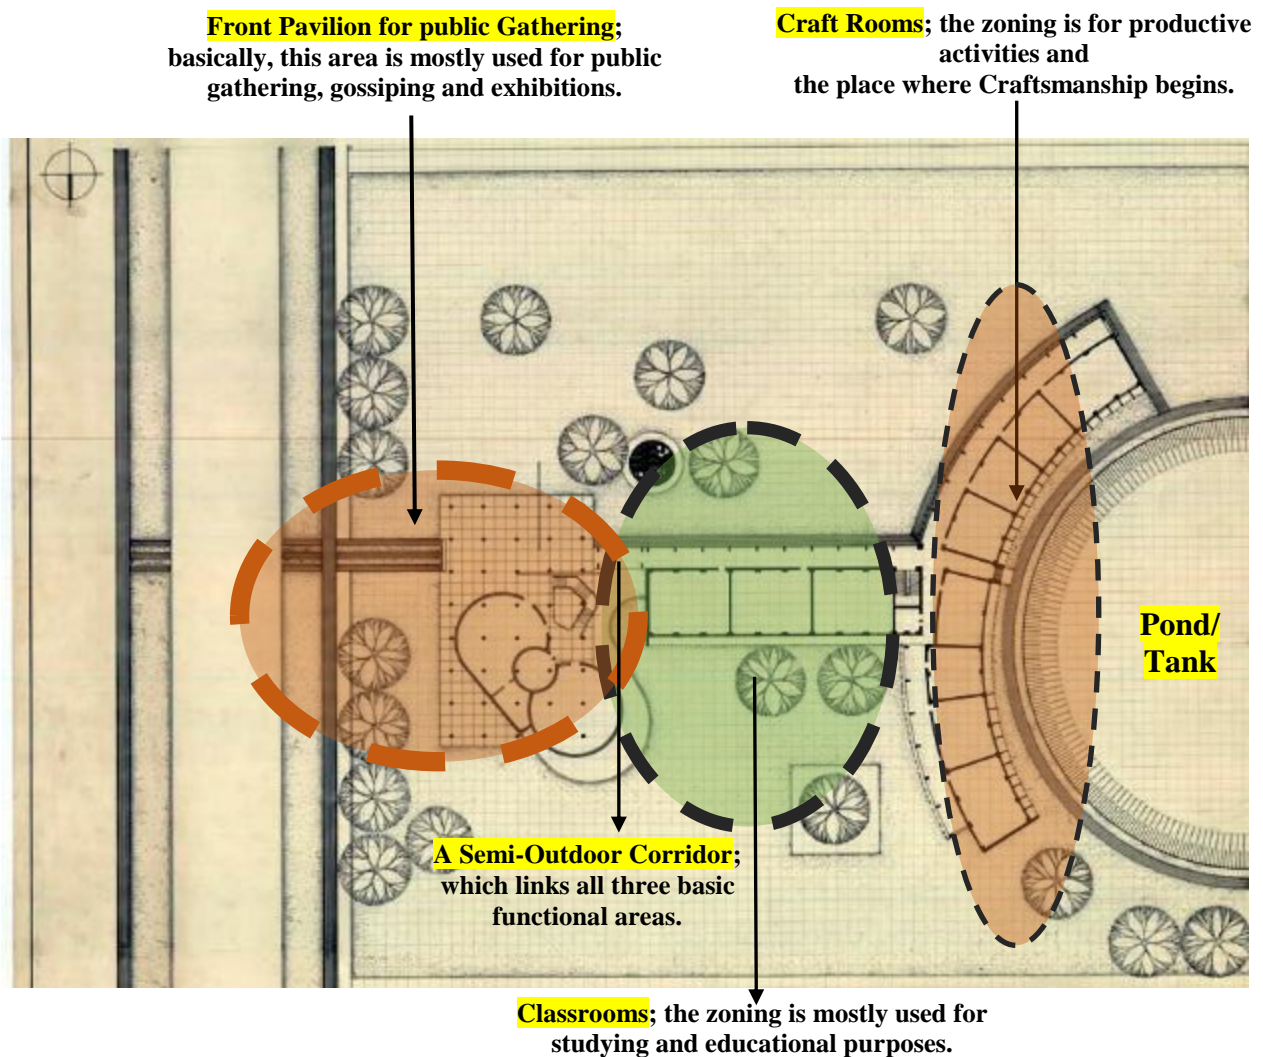 Front Pavilion for public Gathering;
basically, this area is mostly used for public
gathering, gossiping and exhibitions.
Craft Rooms; the zoning is for productive
activities and
the place where Craftsmanship begins.
Pond/
Tank
A Semi-Outdoor Corridor;
which links all three basic
functional areas.
Classrooms; the zoning is mostly used for
studying and educational purposes.